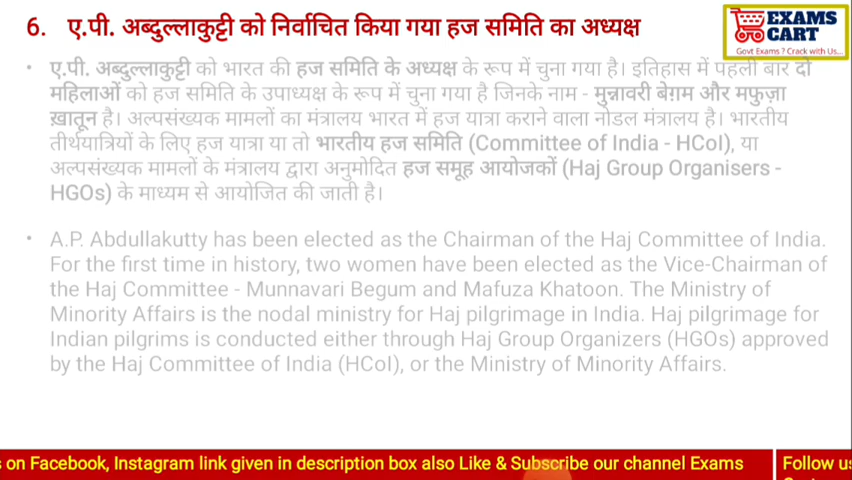 6. ए.पी. अब्दुल्लाकुट्टी को निर्वाचित किया गया हज समिति का अध्यक्ष
EXAMS
CART
Govt Exams ? Crack with Us...
• ए.पी. अब्दुल्लाकुट्टी को भारत की हज समिति के अध्यक्ष के रूप में चुना गया है। इतिहास में पहली बार दो
महिलाओं को हज समिति के उपाध्यक्ष के रूप में चुना गया है जिनके नाम - मुन्नावरी बेग़म और मफुज़ा
ख़ातून है। अल्पसंख्यक मामलों का मंत्रालय भारत में हज यात्रा कराने वाला नोडल मंत्रालय है। भारतीय
तीर्थयात्रियों के लिए हज यात्रा या तो भारतीय हज समिति (Committee of India - HCoI), या
अल्पसंख्यक मामलों के मंत्रालय द्वारा अनुमोदित हज समूह आयोजकों (Haj Group Organisers -
HGOs) के माध्यम से आयोजित की जाती है।
• A.P. Abdullakutty has been elected as the Chairman of the Haj Committee of India.
For the first time in history, two women have been elected as the Vice-Chairman of
the Haj Committee - Munnavari Begum and Mafuza Khatoon. The Ministry of
Minority Affairs is the nodal ministry for Haj pilgrimage in India. Haj pilgrimage for
Indian pilgrims is conducted either through Haj Group Organizers (HGOs) approved
by the Haj Committee of India (HCoI), or the Ministry of Minority Affairs.
s on Facebook, Instagram link given in description box also Like & Subscribe our channel Exams
Follow us